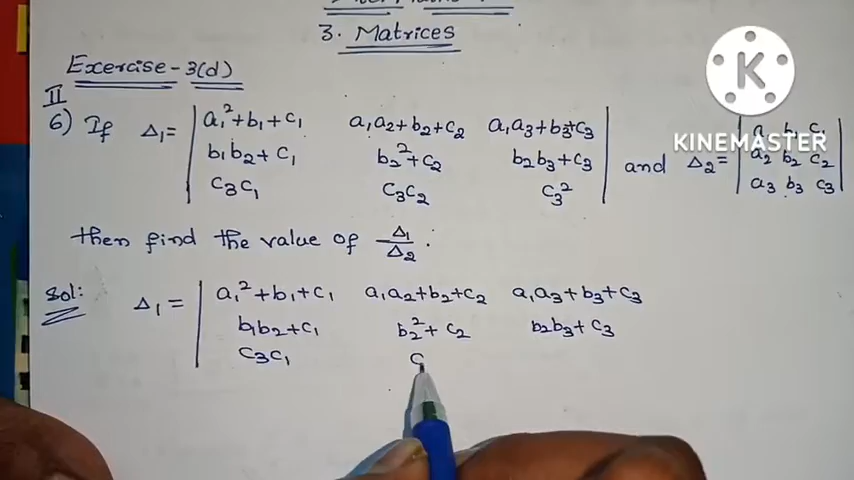 3. Matrices
Exercise-3(d)
II
6) If Δ₁= | a₁²+b₁+c₁ a₁a₂+b₂+c₂ a₁a₃+b₃+c₃ | and Δ₂= | a₁ b₁ c₁ |
| b₁b₂+c₁ b₂²+c₂ b₂b₃+c₃ | | a₂ b₂ c₂ |
| c₃c₁ c₃c₂ c₃² | | a₃ b₃ c₃ |
then find the value of Δ₁/Δ₂ .
Sol: Δ₁ = | a₁²+b₁+c₁ a₁a₂+b₂+c₂ a₁a₃+b₃+c₃
b₁b₂+c₁ b₂²+c₂ b₂b₃+c₃
c₃c₁ c
KINEMASTER